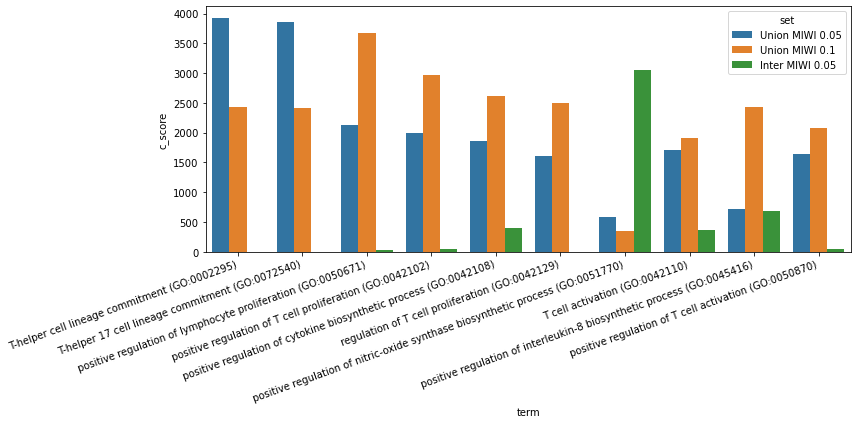 c_score
4000
3500
3000
2500
2000
1500
1000
500
0
set
Union MIWI 0.05
Union MIWI 0.1
Inter MIWI 0.05
T-helper cell lineage commitment (GO:0002295)
T-helper 17 cell lineage commitment (GO:0072540)
positive regulation of lymphocyte proliferation (GO:0050671)
positive regulation of T cell proliferation (GO:0042102)
positive regulation of cytokine biosynthetic process (GO:0042108)
regulation of T cell proliferation (GO:0042129)
positive regulation of nitric-oxide synthase biosynthetic process (GO:0051770)
T cell activation (GO:0042110)
positive regulation of interleukin-8 biosynthetic process (GO:0045416)
positive regulation of T cell activation (GO:0050870)
term